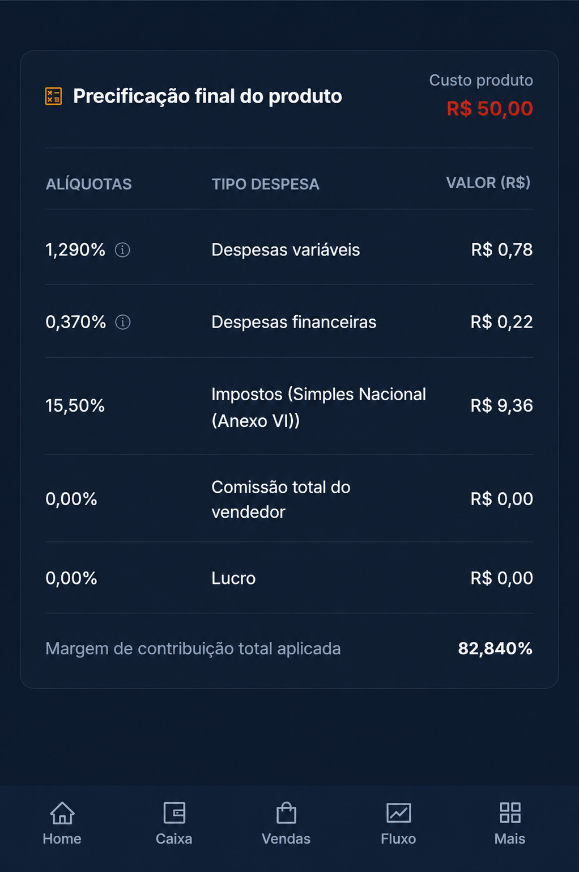 Custo produto
Precificação final do produto
R$ 50,00
ALÍQUOTAS TIPO DESPESA VALOR (R$)
1,290% Despesas variáveis R$ 0,78
0,370% Despesas financeiras R$ 0,22
Impostos (Simples Nacional
15,50% R$ 9,36
(Anexo VI))
Comissão total do
0,00% R$ 0,00
vendedor
0,00% Lucro R$ 0,00
Margem de contribuição total aplicada 82,840%
Home Caixa Vendas Fluxo Mais